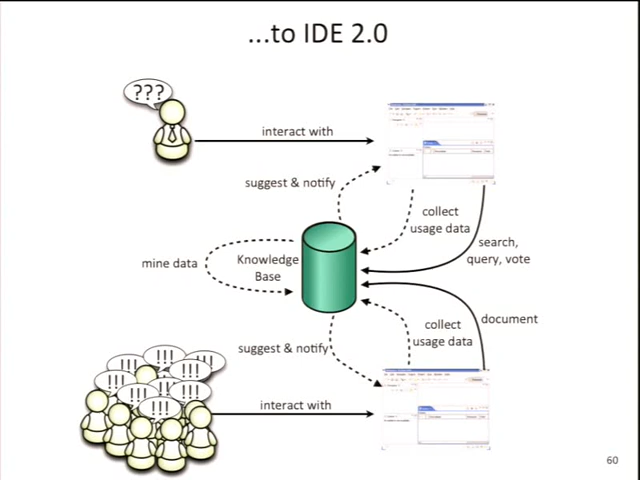 ...to IDE 2.0
???
interact with
suggest & notify
collect
usage data
search,
query, vote
mine data
Knowledge
Base
document
collect
usage data
suggest & notify
!!!
!!!
!!!
!!!
!!!
!!!
!!!
!!!
interact with
60